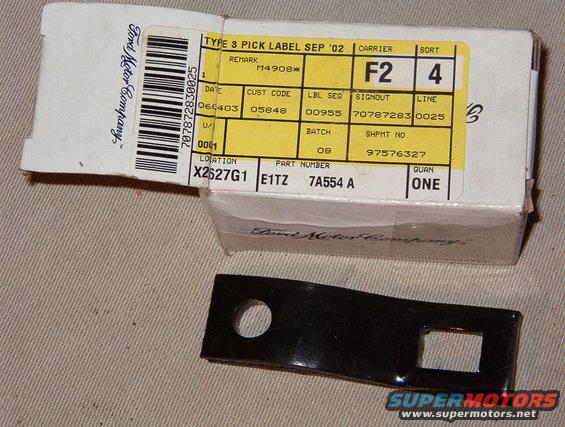 Ford Motor Company
707872830025
TYPE 3 PICK LABEL SEP '02
CARRIER
SORT
REMARK
M4908*
F2
4
1
DATE
CUST CODE
LBL SEQ
SIGNOUT
LINE
060403
05848
00955
70787283
0025
U/I
BATCH
SHPMT NO
0001
08
97576327
LOCATION
PART NUMBER
QUAN
X2627G1
E1TZ 7A554 A
ONE
Ford Motor Company
SUPERMOTORS
www.supermotors.net